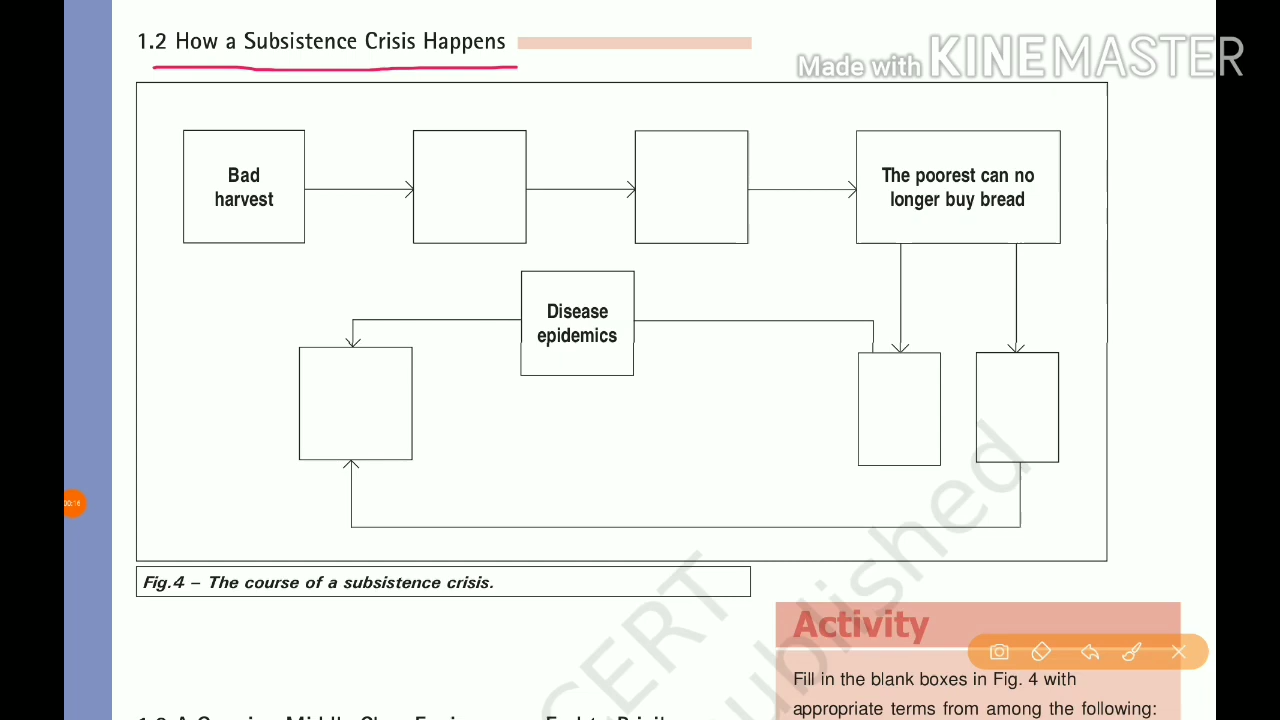 1.2 How a Subsistence Crisis Happens
Made with KINEMASTER
Bad
harvest
The poorest can no
longer buy bread
Disease
epidemics
00:16
Fig.4 – The course of a subsistence crisis.
Activity
Fill in the blank boxes in Fig. 4 with
appropriate terms from among the following: